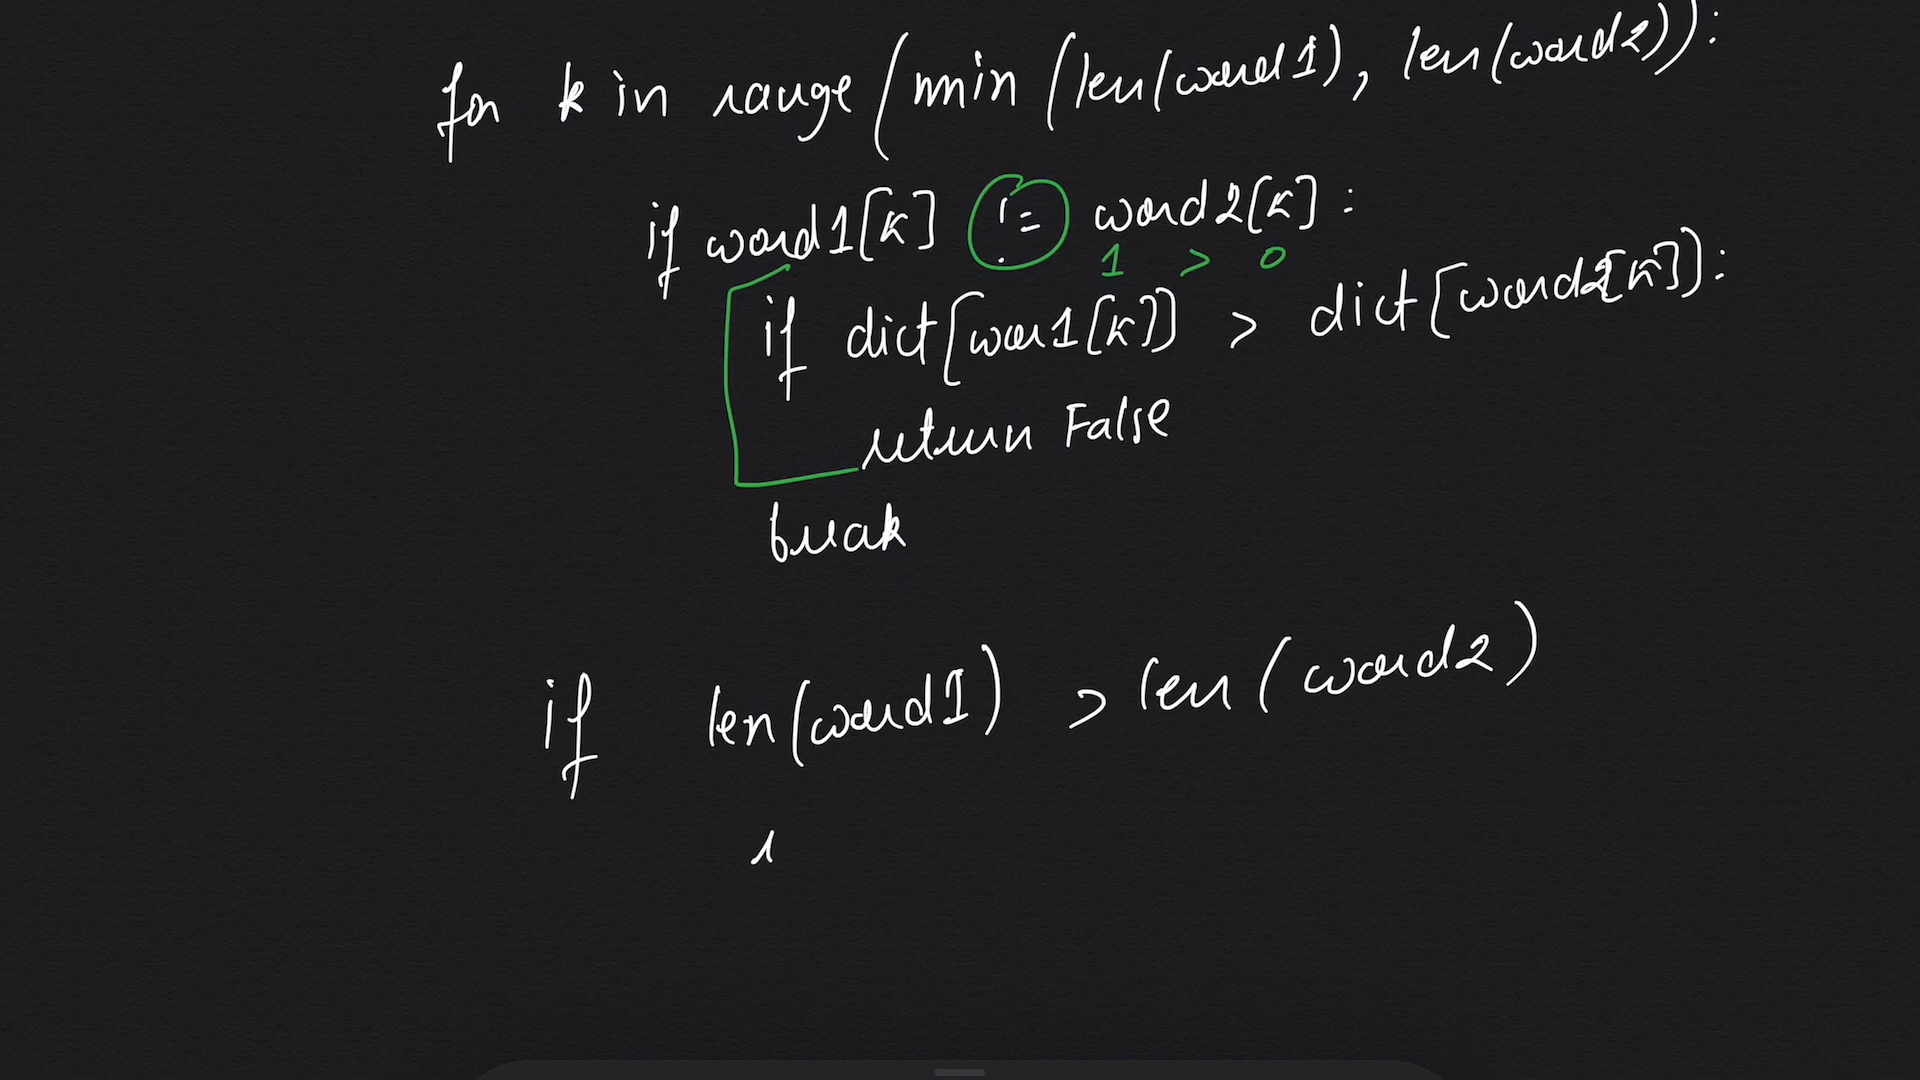 for k in range(min(len(word1), len(word2)):
if word1[k] != word2[k]:
1 > 0
if dict[wor1[k]] > dict[word2[k]]:
return False
break
if len(word1) > len(word2)
r